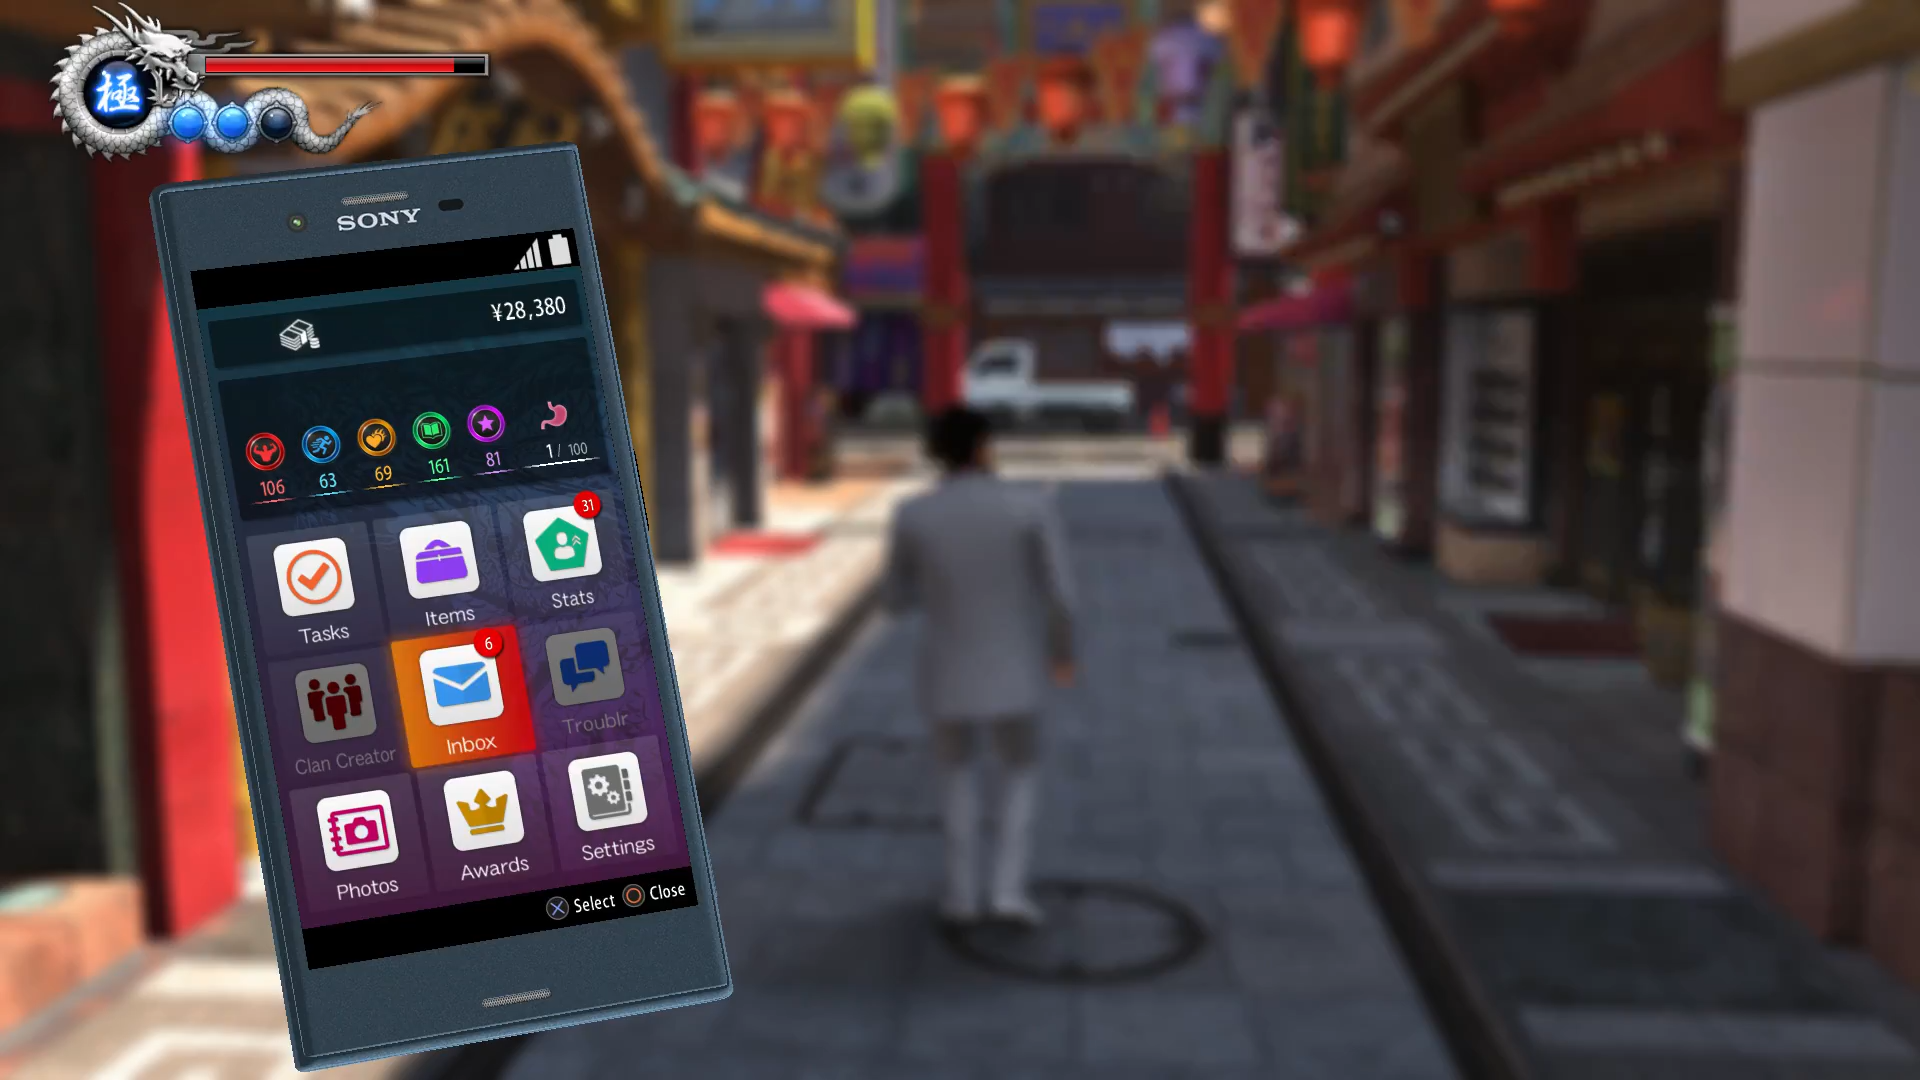 極
SONY
¥28,380
106
63
69
161
81
1 / 100
Tasks
Items
Stats
31
Clan Creator
Inbox
6
Troublr
Photos
Awards
Settings
Select
Close